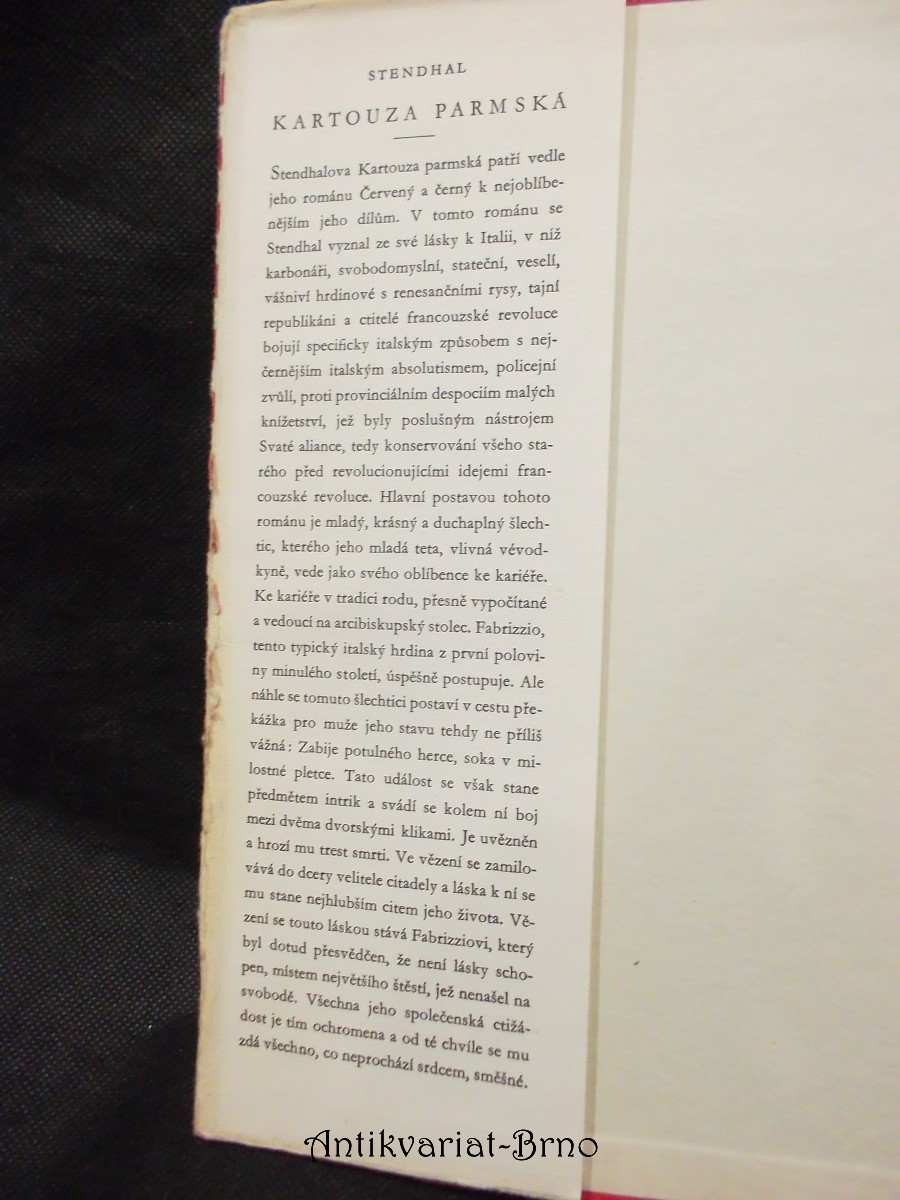 STENDHAL
KARTOUZA PARMSKÁ
Stendhalova Kartouza parmská patří vedle
jeho románu Červený a černý k nejoblíbe-
nějším jeho dílům. V tomto románu se
Stendhal vyznal ze své lásky k Italii, v níž
karbonáři, svobodomyslní, stateční, veselí,
vášniví hrdinové s renesančními rysy, tajní
republikáni a ctitelé francouzské revoluce
bojují specificky italským způsobem s nej-
černějším italským absolutismem, policejní
zvůlí, proti provinciálním despociím malých
knížetství, jež byly poslušným nástrojem
Svaté aliance, tedy konservování všeho sta-
rého před revolucionujícími idejemi fran-
couzské revoluce. Hlavní postavou tohoto
románu je mladý, krásný a duchaplný šlech-
tic, kterého jeho mladá teta, vlivná vévod-
kyně, vede jako svého oblíbence ke kariéře.
Ke kariéře v tradici rodu, přesně vypočítané
a vedoucí na arcibiskupský stolec. Fabrizzio,
tento typický italský hrdina z první polovi-
ny minulého století, úspěšně postupuje. Ale
náhle se tomuto šlechtici postaví v cestu pře-
kážka pro muže jeho stavu tehdy ne příliš
vážná: Zabije potulného herce, soka v mi-
lostné pletce. Tato událost se však stane
předmětem intrik a svádí se kolem ní boj
mezi dvěma dvorskými klikami. Je uvězněn
a hrozí mu trest smrti. Ve vězení se zamilo-
vává do dcery velitele citadely a láska k ní se
mu stane nejhlubším citem jeho života. Vě-
zení se touto láskou stává Fabrizziovi, který
byl dotud přesvědčen, že není lásky scho-
pen, místem největšího štěstí, jež nenašel na
svobodě. Všechna jeho společenská ctižá-
dost je tím ochromena a od té chvíle se mu
zdá všechno, co neprochází srdcem, směšné.
Antikvariat-Brno